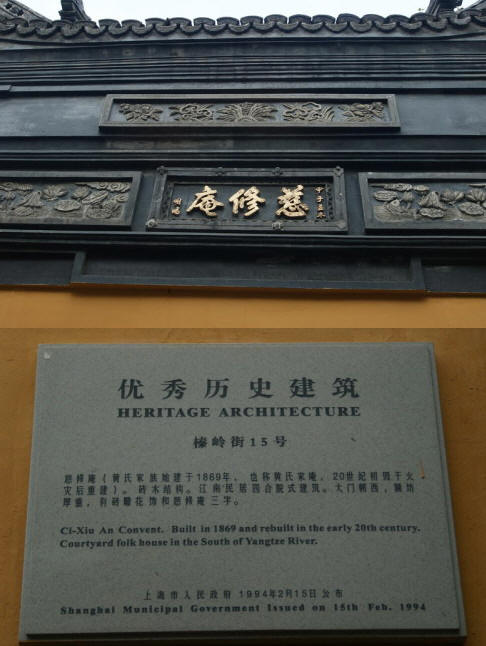 慈修庵
甲子孟冬
优秀历史建筑
HERITAGE ARCHITECTURE
榛岭街15号
慈修庵（黄氏家族始建于1869年，也称黄氏家庵，20世纪初毁于火
灾后重建）。砖木结构。江南民居四合院式建筑。大门朝西，墙坊
厚重，有砖雕花饰和慈修庵三字。
Ci-Xiu An Convent. Built in 1869 and rebuilt in the early 20th century.
Courtyard folk house in the South of Yangtze River.
上海市人民政府 1994年2月15日公布
Shanghai Municipal Government Issued on 15th Feb. 1994